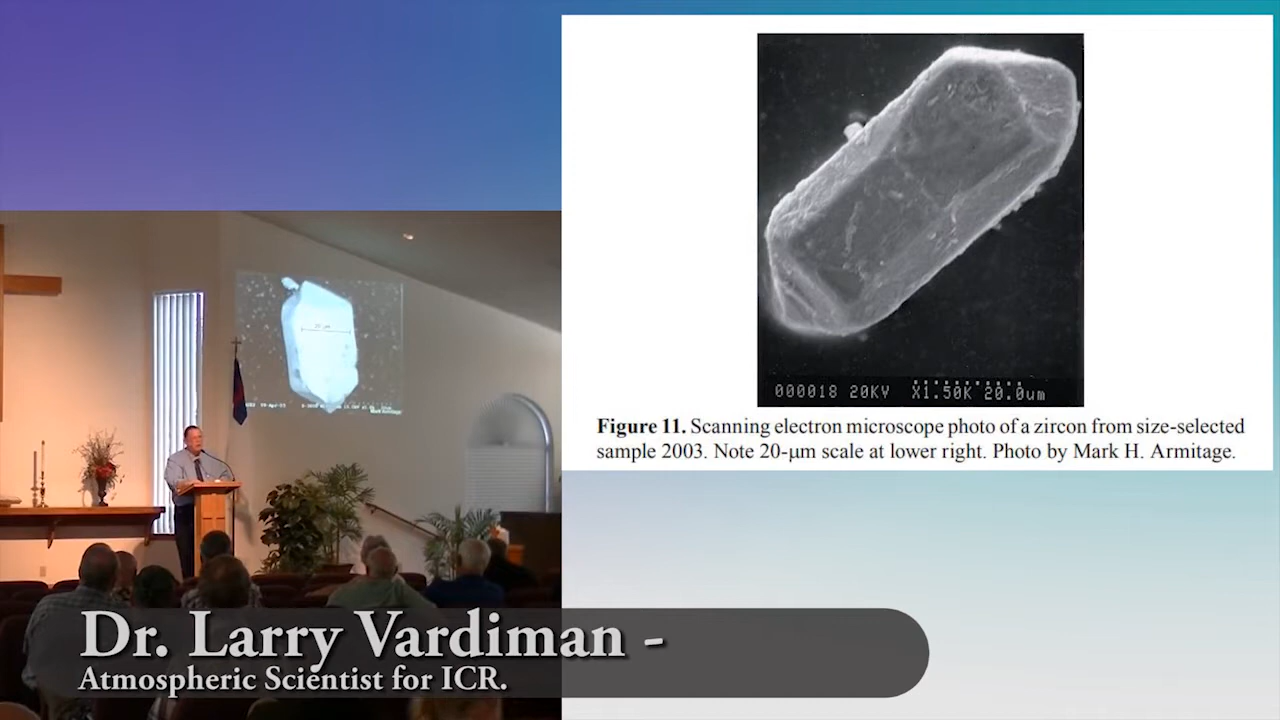 000018 20KV X1.50K 20.0um
Figure 11. Scanning electron microscope photo of a zircon from size-selected
sample 2003. Note 20-μm scale at lower right. Photo by Mark H. Armitage.
Dr. Larry Vardiman -
Atmospheric Scientist for ICR.